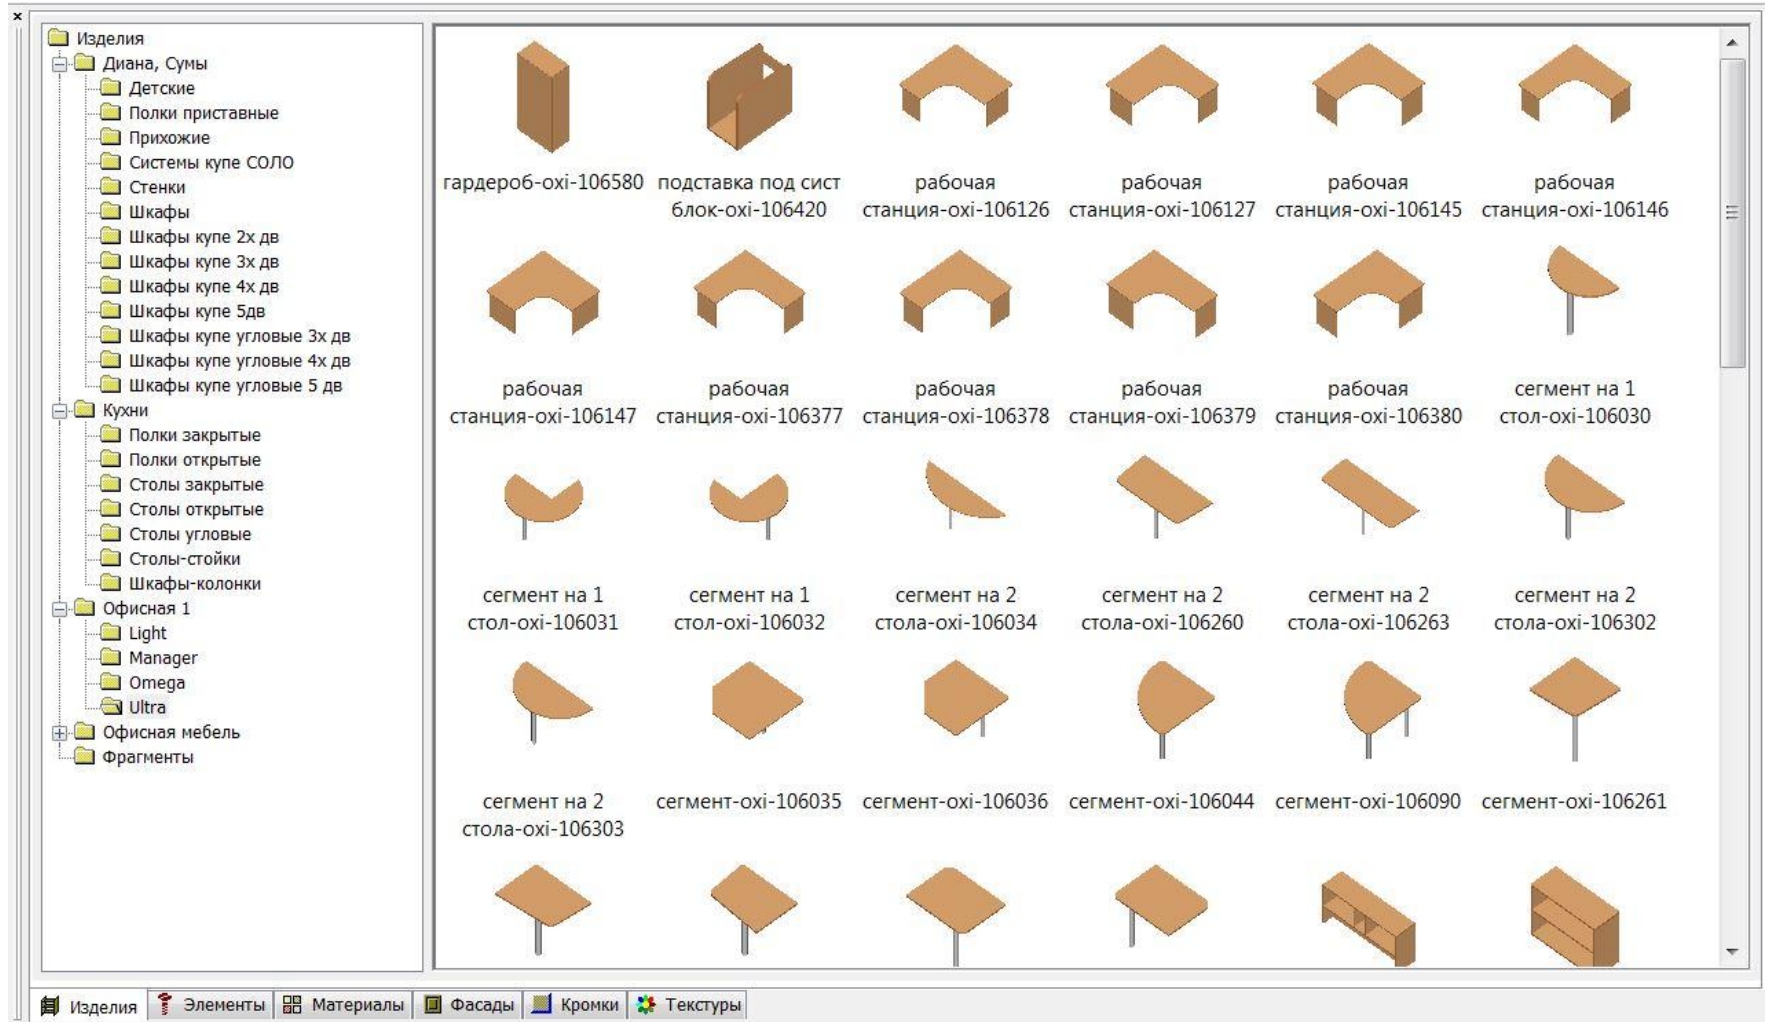 Изделия
Диана, Сумы
Детские
Полки приставные
Прихожие
Системы купе СОЛО
Стенки
Шкафы
Шкафы купе 2х дв
Шкафы купе 3х дв
Шкафы купе 4х дв
Шкафы купе 5дв
Шкафы купе угловые 3х дв
Шкафы купе угловые 4х дв
Шкафы купе угловые 5 дв
Кухни
Полки закрытые
Полки открытые
Столы закрытые
Столы открытые
Столы угловые
Столы-стойки
Шкафы-колонки
Офисная 1
Light
Manager
Omega
Ultra
Офисная мебель
Фрагменты
гардероб-oxi-106580
подставка под сист
блок-oxi-106420
рабочая
станция-oxi-106126
рабочая
станция-oxi-106127
рабочая
станция-oxi-106145
рабочая
станция-oxi-106146
рабочая
станция-oxi-106147
рабочая
станция-oxi-106377
рабочая
станция-oxi-106378
рабочая
станция-oxi-106379
рабочая
станция-oxi-106380
сегмент на 1
стол-oxi-106030
сегмент на 1
стол-oxi-106031
сегмент на 1
стол-oxi-106032
сегмент на 2
стола-oxi-106034
сегмент на 2
стола-oxi-106260
сегмент на 2
стола-oxi-106263
сегмент на 2
стола-oxi-106302
сегмент на 2
стола-oxi-106303
сегмент-oxi-106035
сегмент-oxi-106036
сегмент-oxi-106044
сегмент-oxi-106090
сегмент-oxi-106261
Изделия
Элементы
Материалы
Фасады
Кромки
Текстуры